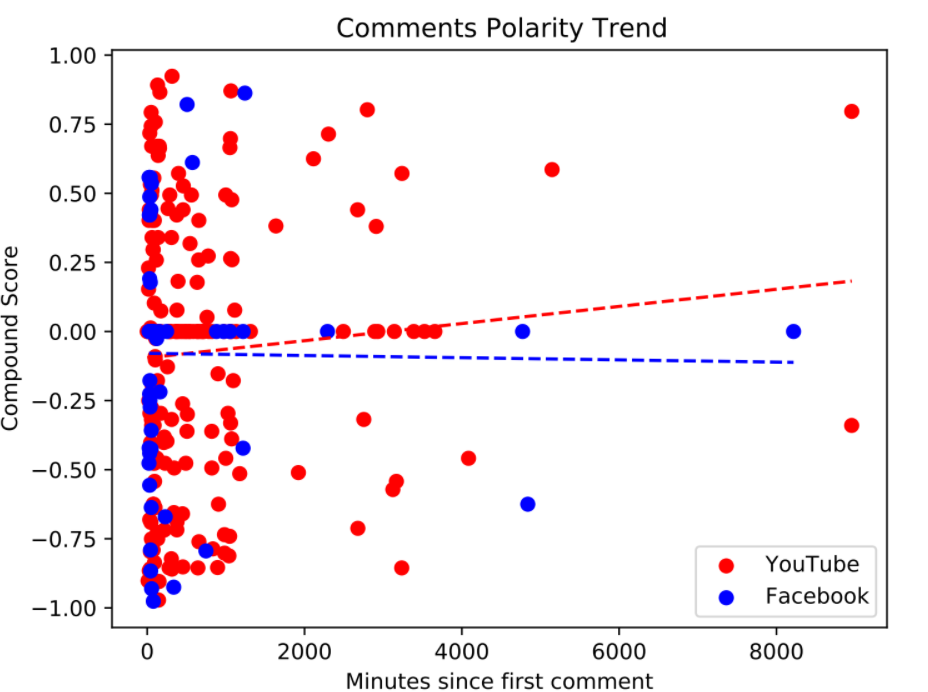 Comments Polarity Trend
1.00
0.75
0.50
0.25
0.00
−0.25
−0.50
−0.75
−1.00
Compound Score
0 2000 4000 6000 8000
Minutes since first comment
YouTube
Facebook